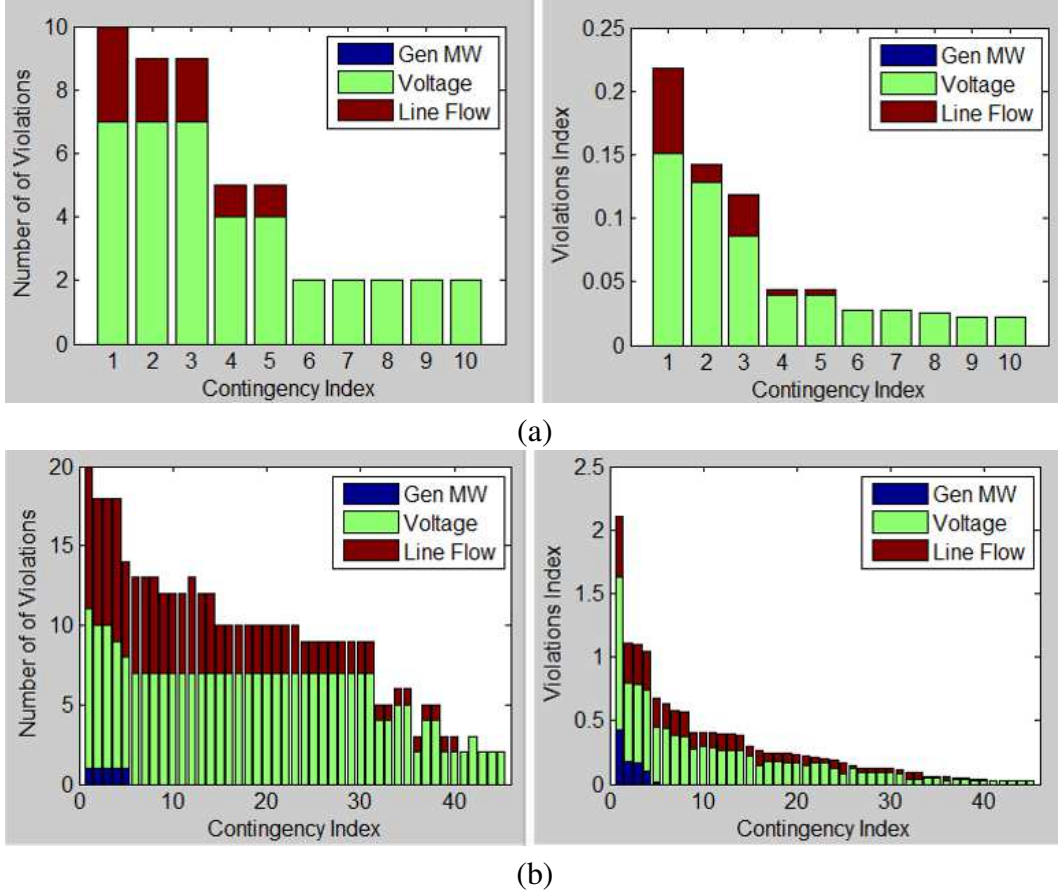 10
8
6
4
2
0
Number of of Violations
Gen MW
Voltage
Line Flow
1 2 3 4 5 6 7 8 9 10
Contingency Index
0.25
0.2
0.15
0.1
0.05
0
Violations Index
Gen MW
Voltage
Line Flow
1 2 3 4 5 6 7 8 9 10
Contingency Index
(a)
20
15
10
5
0
Number of of Violations
Gen MW
Voltage
Line Flow
0 10 20 30 40
Contingency Index
2.5
2
1.5
1
0.5
0
Violations Index
Gen MW
Voltage
Line Flow
0 10 20 30 40
Contingency Index
(b)